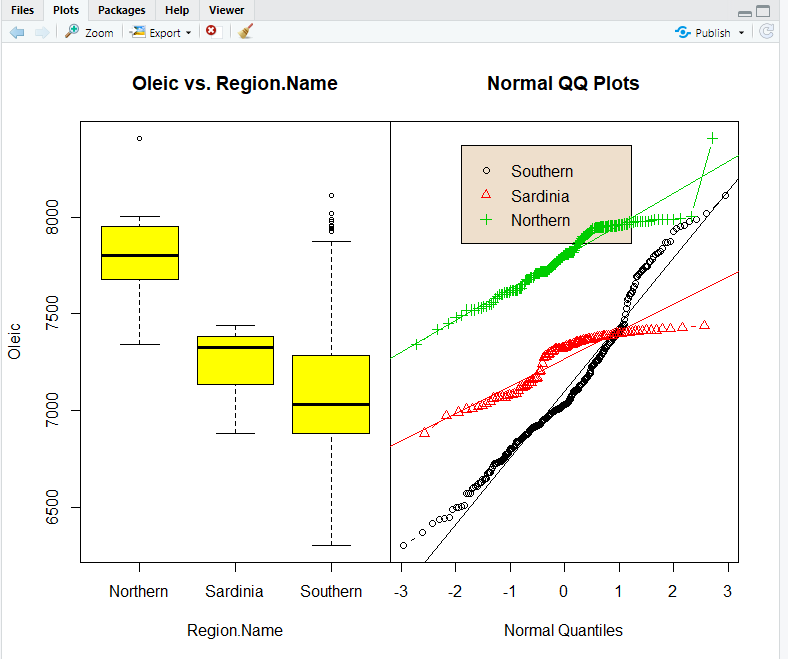 Files Plots Packages Help Viewer
Zoom Export Publish
Oleic vs. Region.Name
Normal QQ Plots
Oleic
8000
7500
7000
6500
Northern Sardinia Southern
Region.Name
Southern
Sardinia
Northern
-3 -2 -1 0 1 2 3
Normal Quantiles